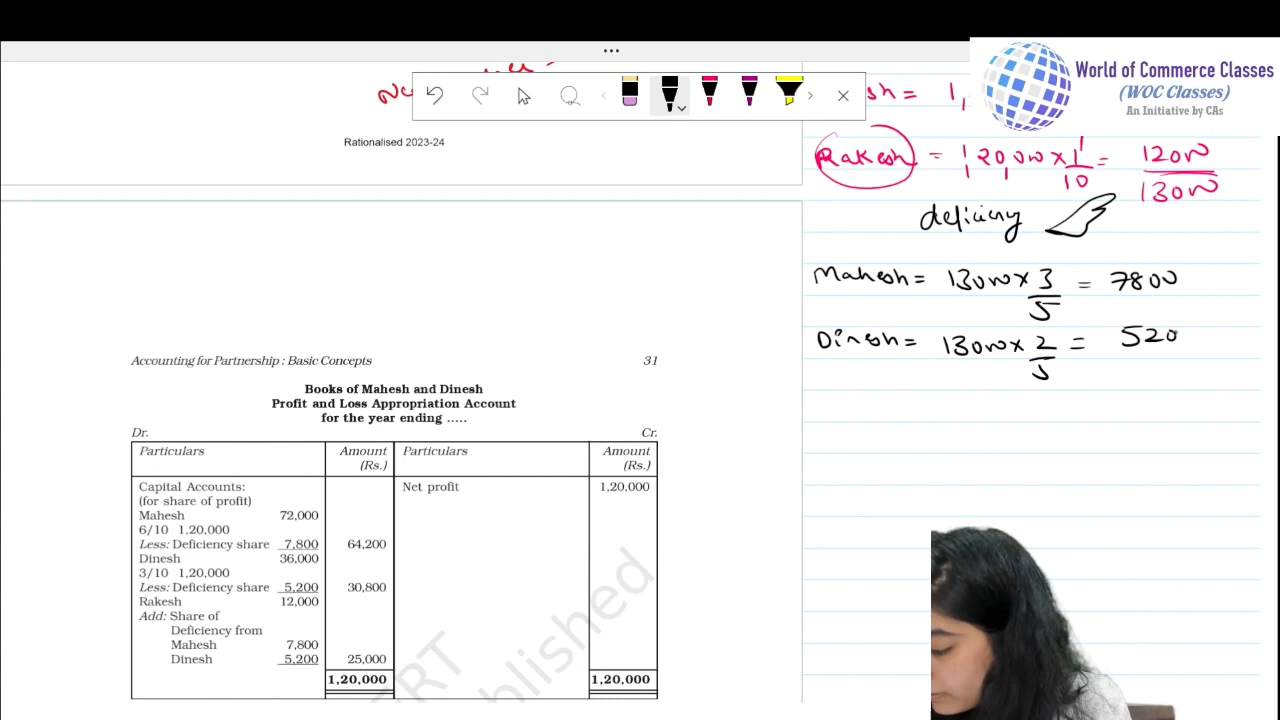 World of Commerce Classes
(WOC Classes)
An Initiative by CAs
sh = 1,
Rationalised 2023-24
Rakesh = 1,20,000 x 1/10 = 12000
13000
deficiency
Mahesh = 13000 x 3/5 = 7800
Dinesh = 13000 x 2/5 = 520
Accounting for Partnership : Basic Concepts 31
Books of Mahesh and Dinesh
Profit and Loss Appropriation Account
for the year ending .....
Dr. Cr.
Particulars Amount Particulars Amount
(Rs.) (Rs.)
Capital Accounts: Net profit 1,20,000
(for share of profit)
Mahesh 72,000
6/10 1,20,000
Less: Deficiency share 7,800 64,200
Dinesh 36,000
3/10 1,20,000
Less: Deficiency share 5,200 30,800
Rakesh 12,000
Add: Share of
Deficiency from
Mahesh 7,800
Dinesh 5,200 25,000
1,20,000 1,20,000